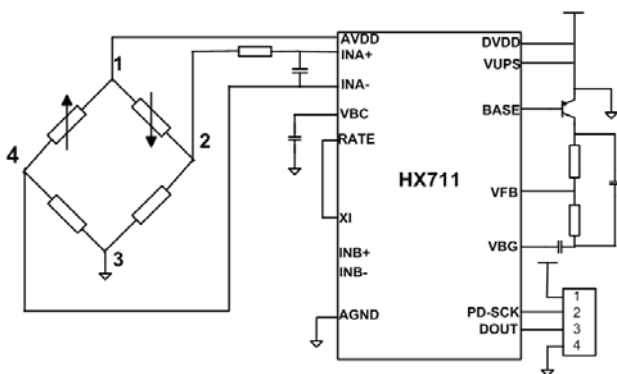 1
2
3
4
AVDD
INA+
INA-
VBC
RATE
XI
INB+
INB-
AGND
HX711
DVDD
VUPS
BASE
VFB
VBG
PD-SCK
DOUT
1
2
3
4